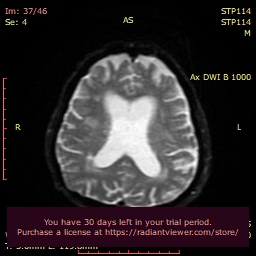 Im: 37/46
Se: 4
AS
STP114
STP114
M
Ax DWI B 1000
R
L
You have 30 days left in your trial period.
Purchase a license at https://radiantviewer.com/store/